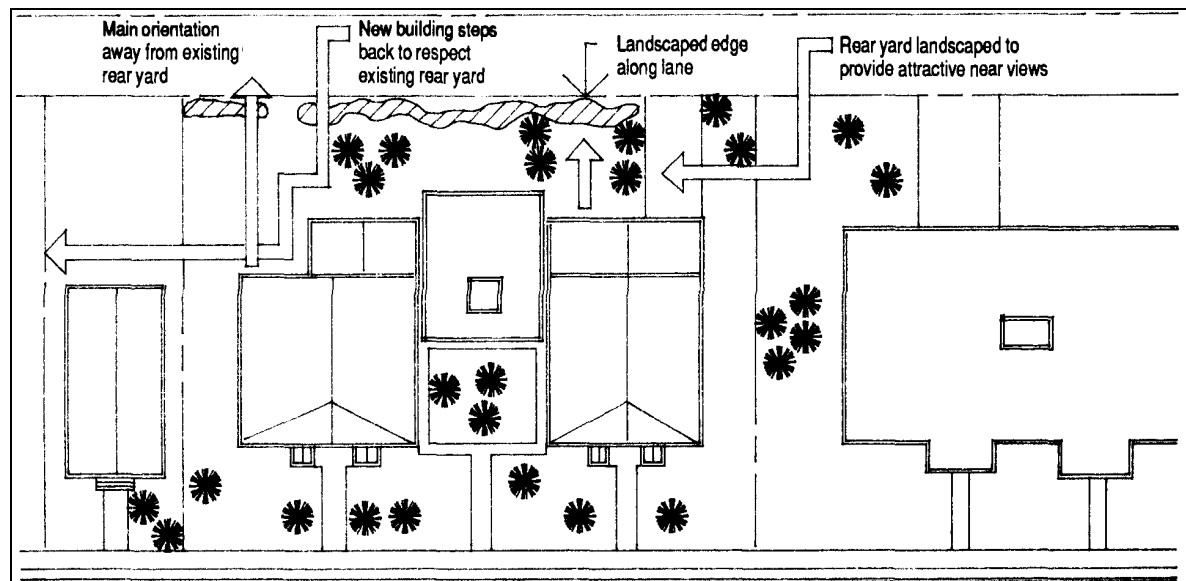 Main orientation
away from existing
rear yard
New building steps
back to respect
existing rear yard
Landscaped edge
along lane
Rear yard landscaped to
provide attractive near views